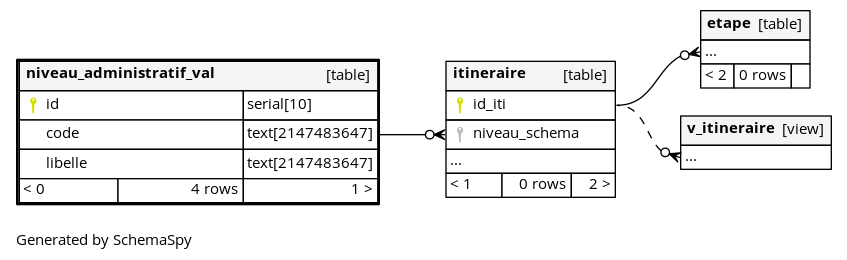 niveau_administratif_val [table]
id serial[10]
code text[2147483647]
libelle text[2147483647]
< 0 4 rows 1 >
itineraire [table]
id_iti
niveau_schema
...
< 1 0 rows 2 >
etape [table]
...
< 2 0 rows
v_itineraire [view]
...
Generated by SchemaSpy